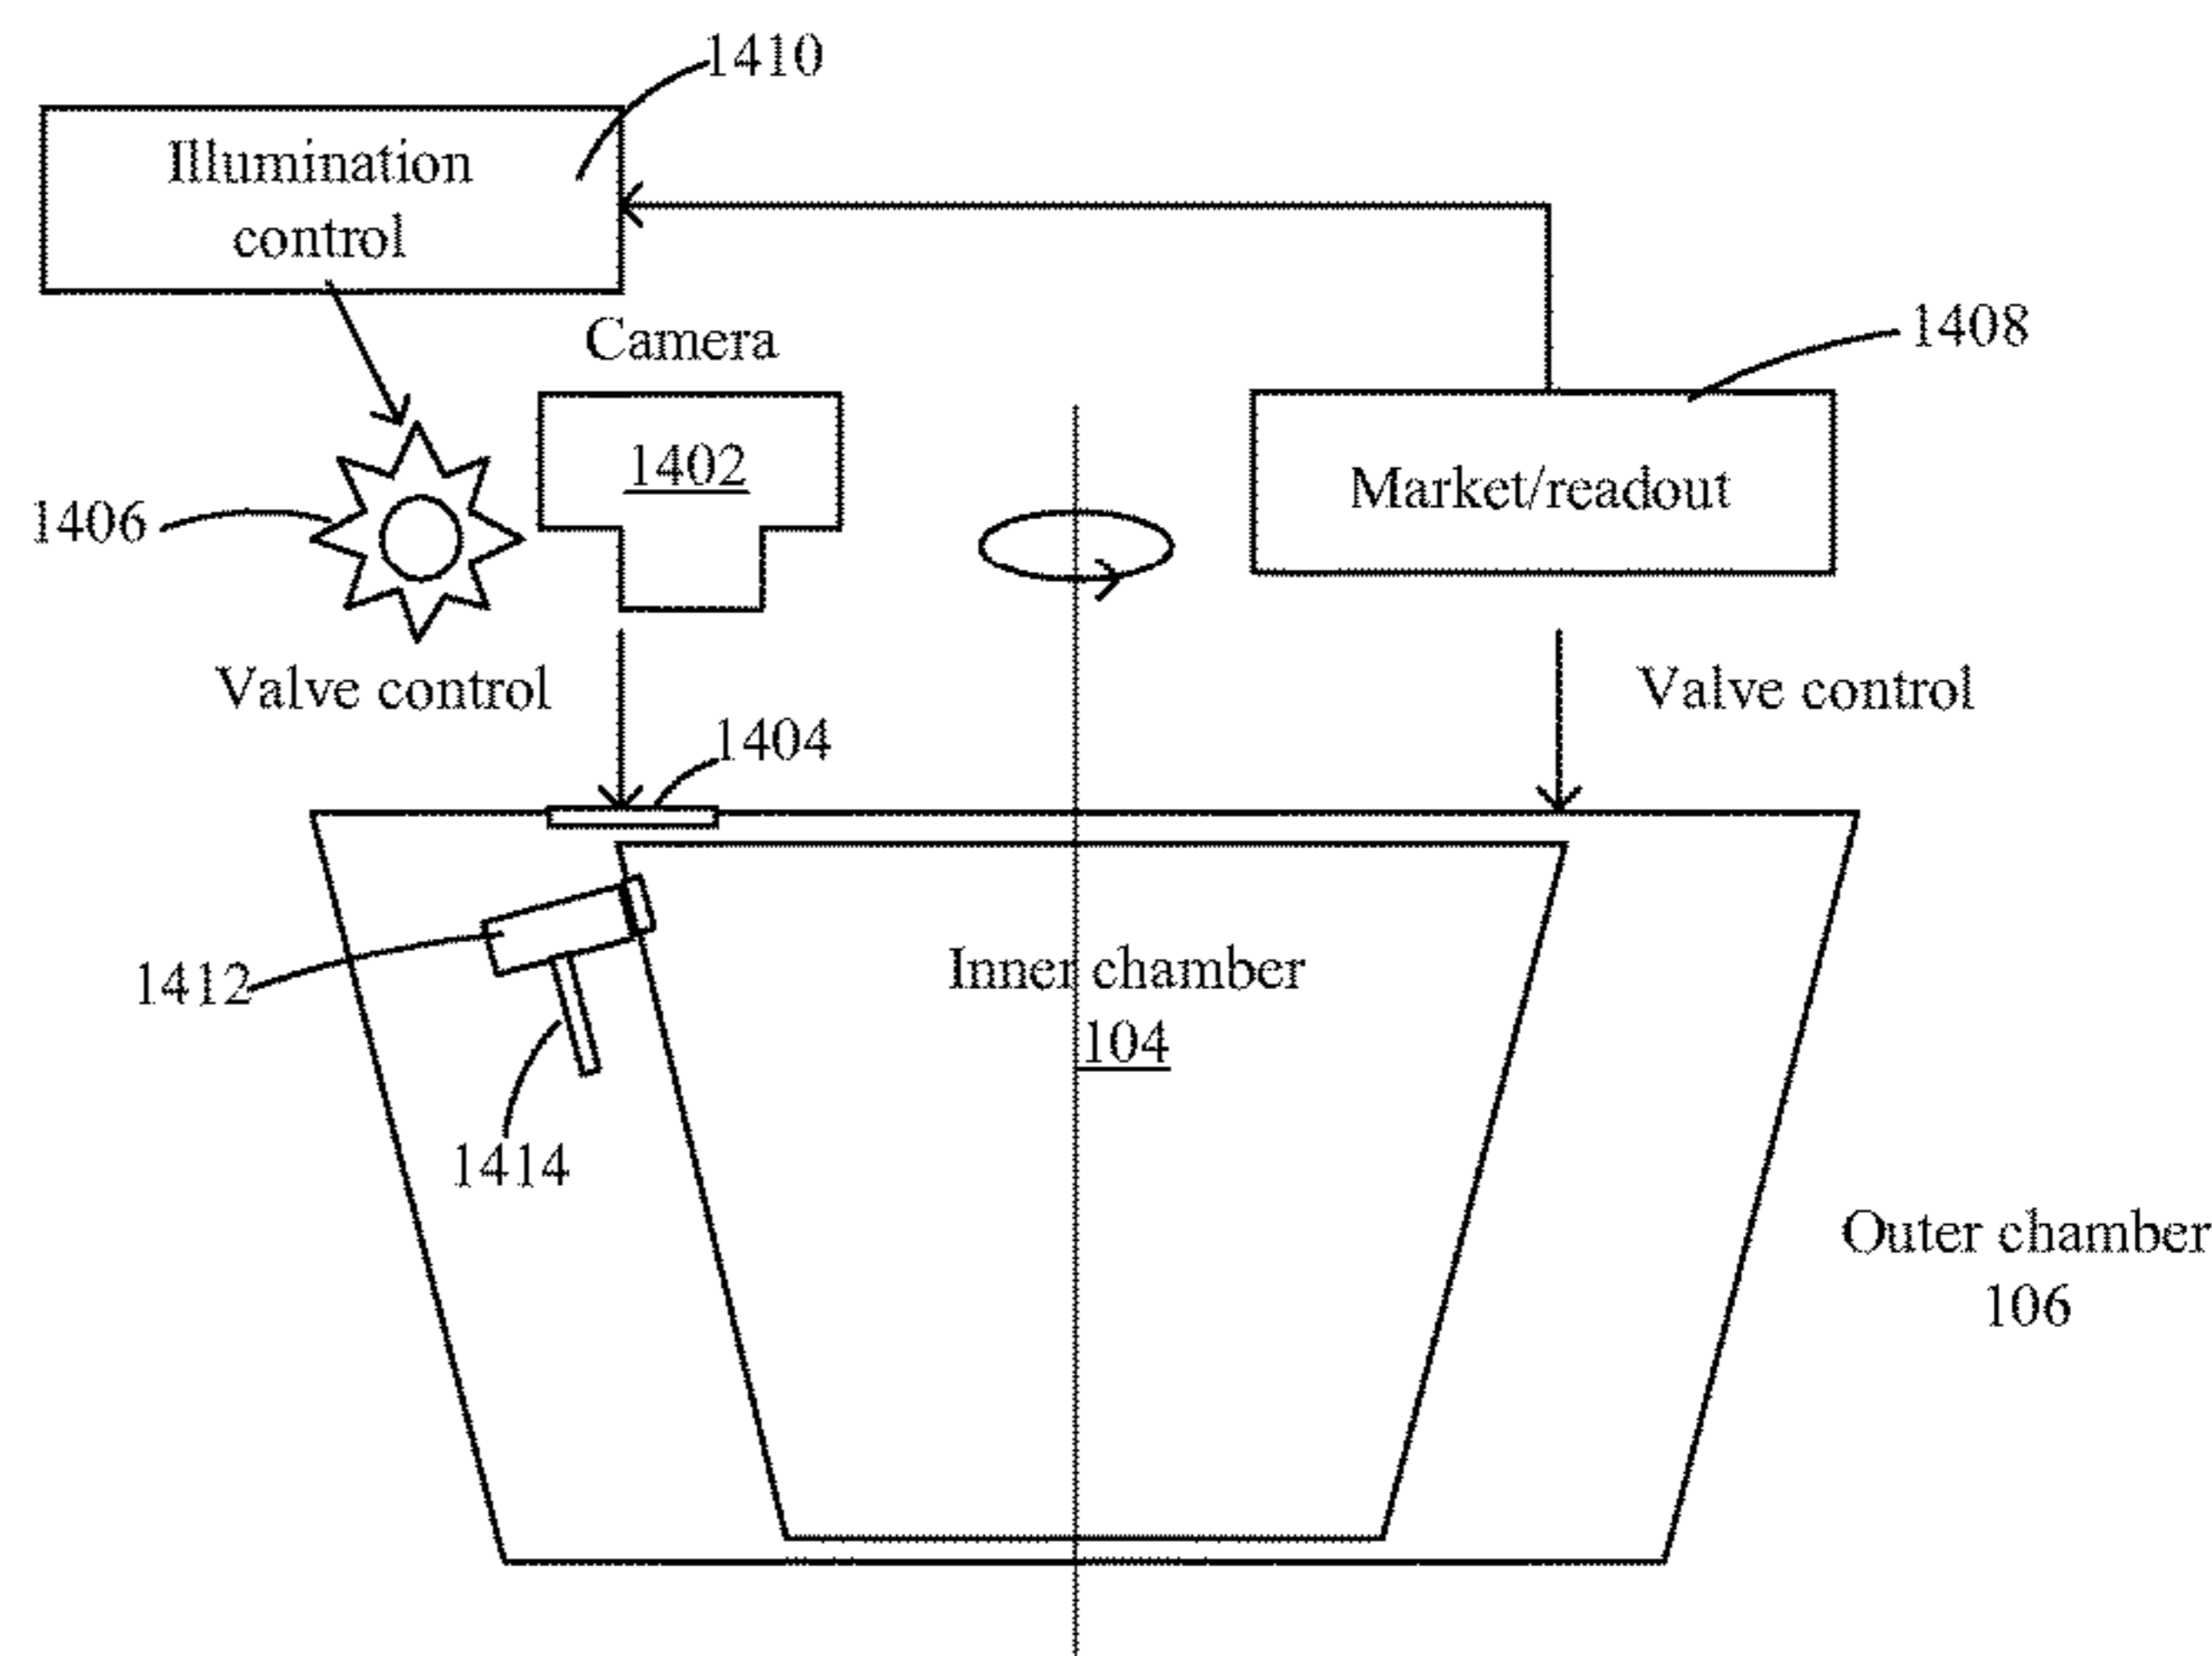 1410
Illumination
control
Camera
1408
1402
Market/readout
1406
Valve control
Valve control
1404
Inner chamber
104
1412
1414
Outer chamber
106